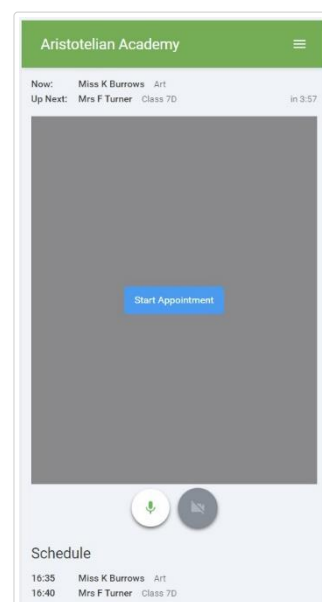 Aristotelian Academy
Now: Miss K Burrows Art
Up Next: Mrs F Turner Class 7D in 3:57
Start Appointment
Schedule
16:35 Miss K Burrows Art
16:40 Mrs F Turner Class 7D